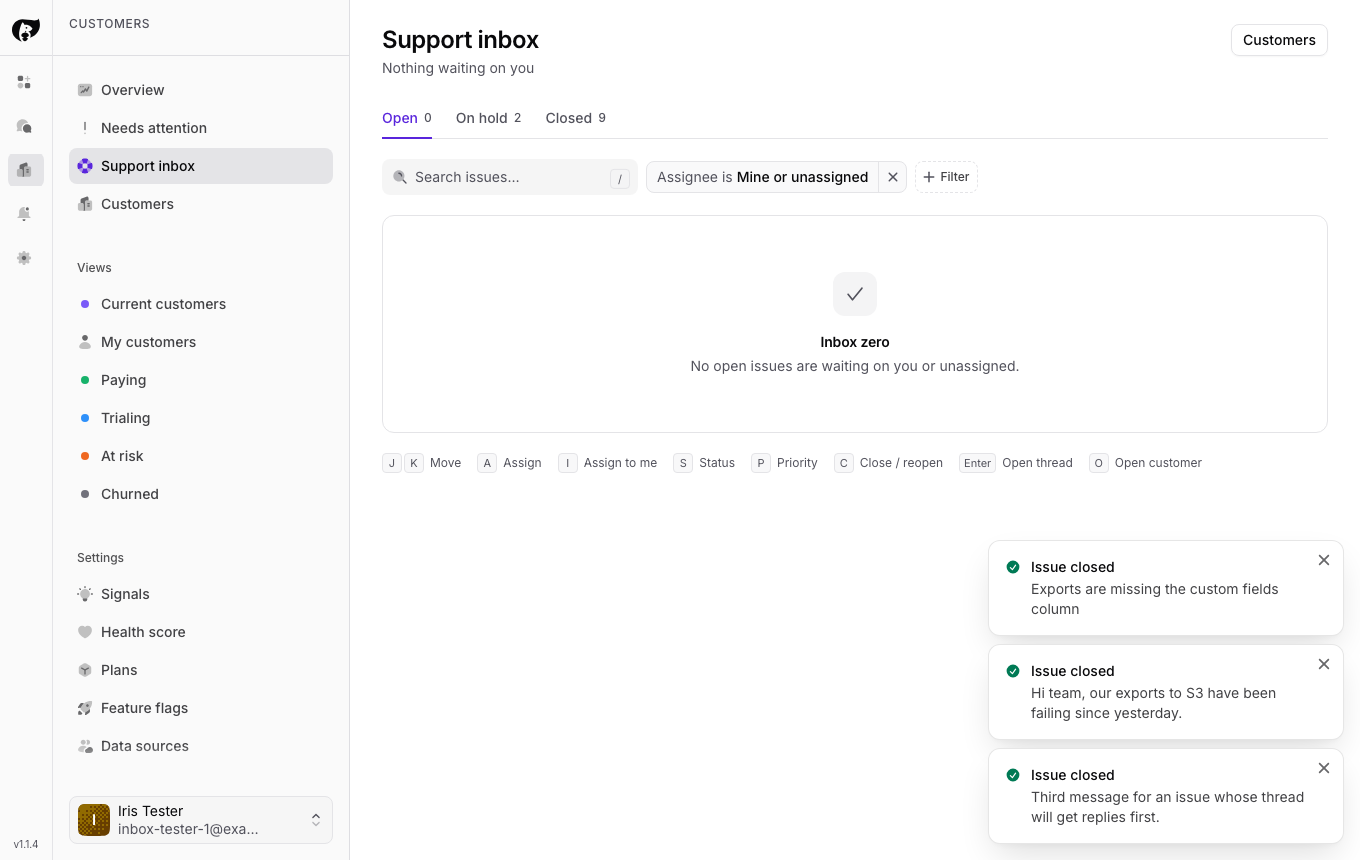 CUSTOMERS
Overview
Needs attention
Support inbox
Customers
Views
Current customers
My customers
Paying
Trialing
At risk
Churned
Settings
Signals
Health score
Plans
Feature flags
Data sources
I
Iris Tester
inbox-tester-1@exa...
v1.1.4
Support inbox
Nothing waiting on you
Customers
Open 0 On hold 2 Closed 9
Search issues... / Assignee is Mine or unassigned Filter
Inbox zero
No open issues are waiting on you or unassigned.
J K Move A Assign I Assign to me S Status P Priority C Close / reopen Enter Open thread O Open customer
Issue closed
Exports are missing the custom fields
column
Issue closed
Hi team, our exports to S3 have been
failing since yesterday.
Issue closed
Third message for an issue whose thread
will get replies first.